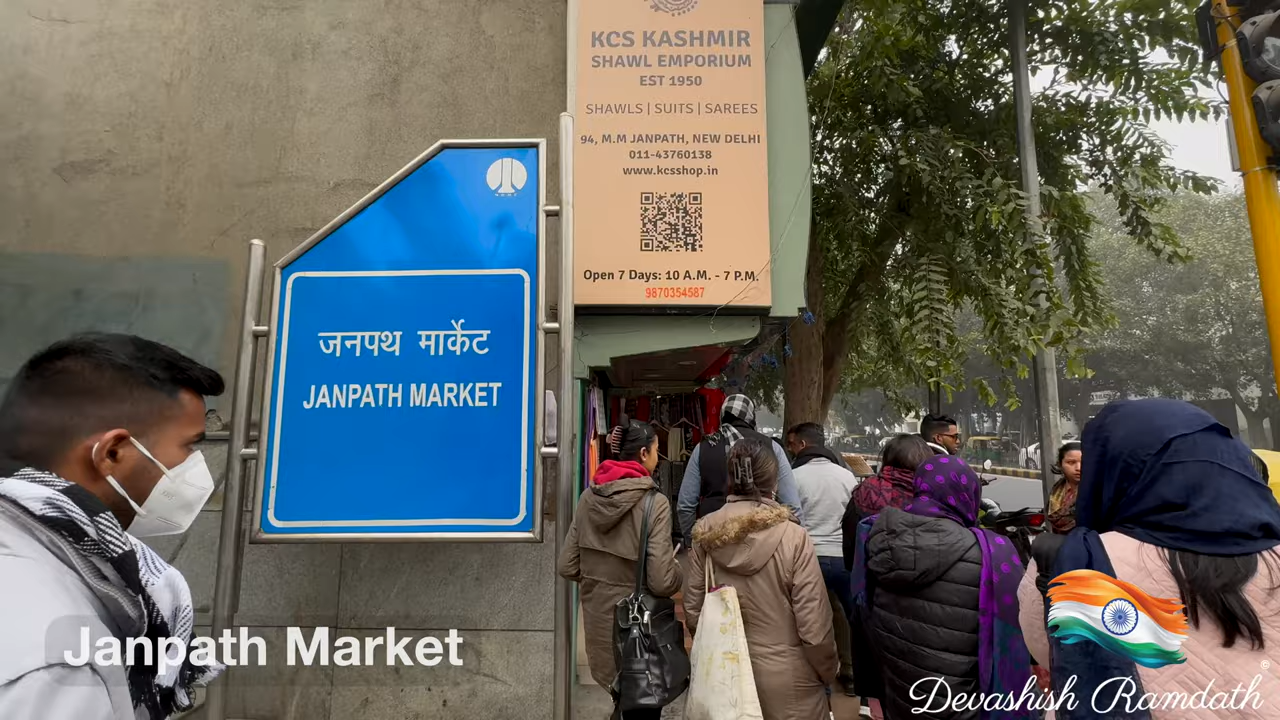 KCS KASHMIR
SHAWL EMPORIUM
EST 1950
SHAWLS | SUITS | SAREES
94, M.M JANPATH, NEW DELHI
011-43760138
www.kcsshop.in
Open 7 Days: 10 A.M. - 7 P.M.
9870354587
जनपथ मार्केट
JANPATH MARKET
Janpath Market
©
Devashish Ramdath